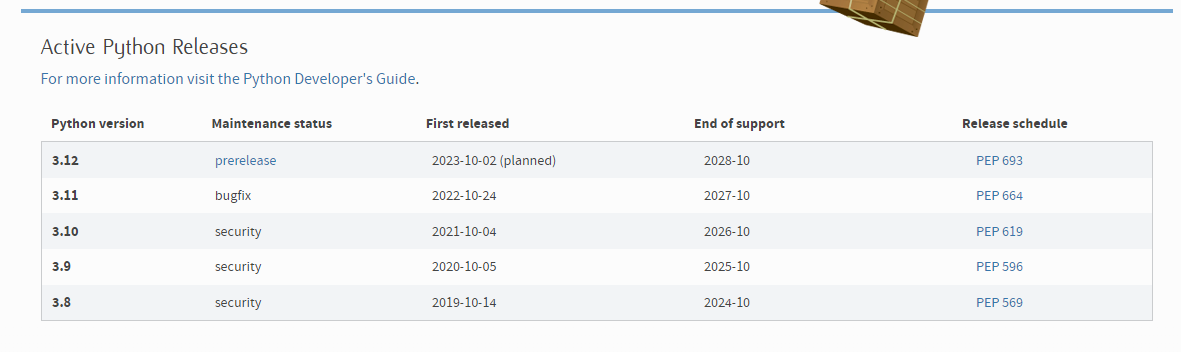 Active Python Releases
For more information visit the Python Developer's Guide.
Python version Maintenance status First released End of support Release schedule
3.12 prerelease 2023-10-02 (planned) 2028-10 PEP 693
3.11 bugfix 2022-10-24 2027-10 PEP 664
3.10 security 2021-10-04 2026-10 PEP 619
3.9 security 2020-10-05 2025-10 PEP 596
3.8 security 2019-10-14 2024-10 PEP 569